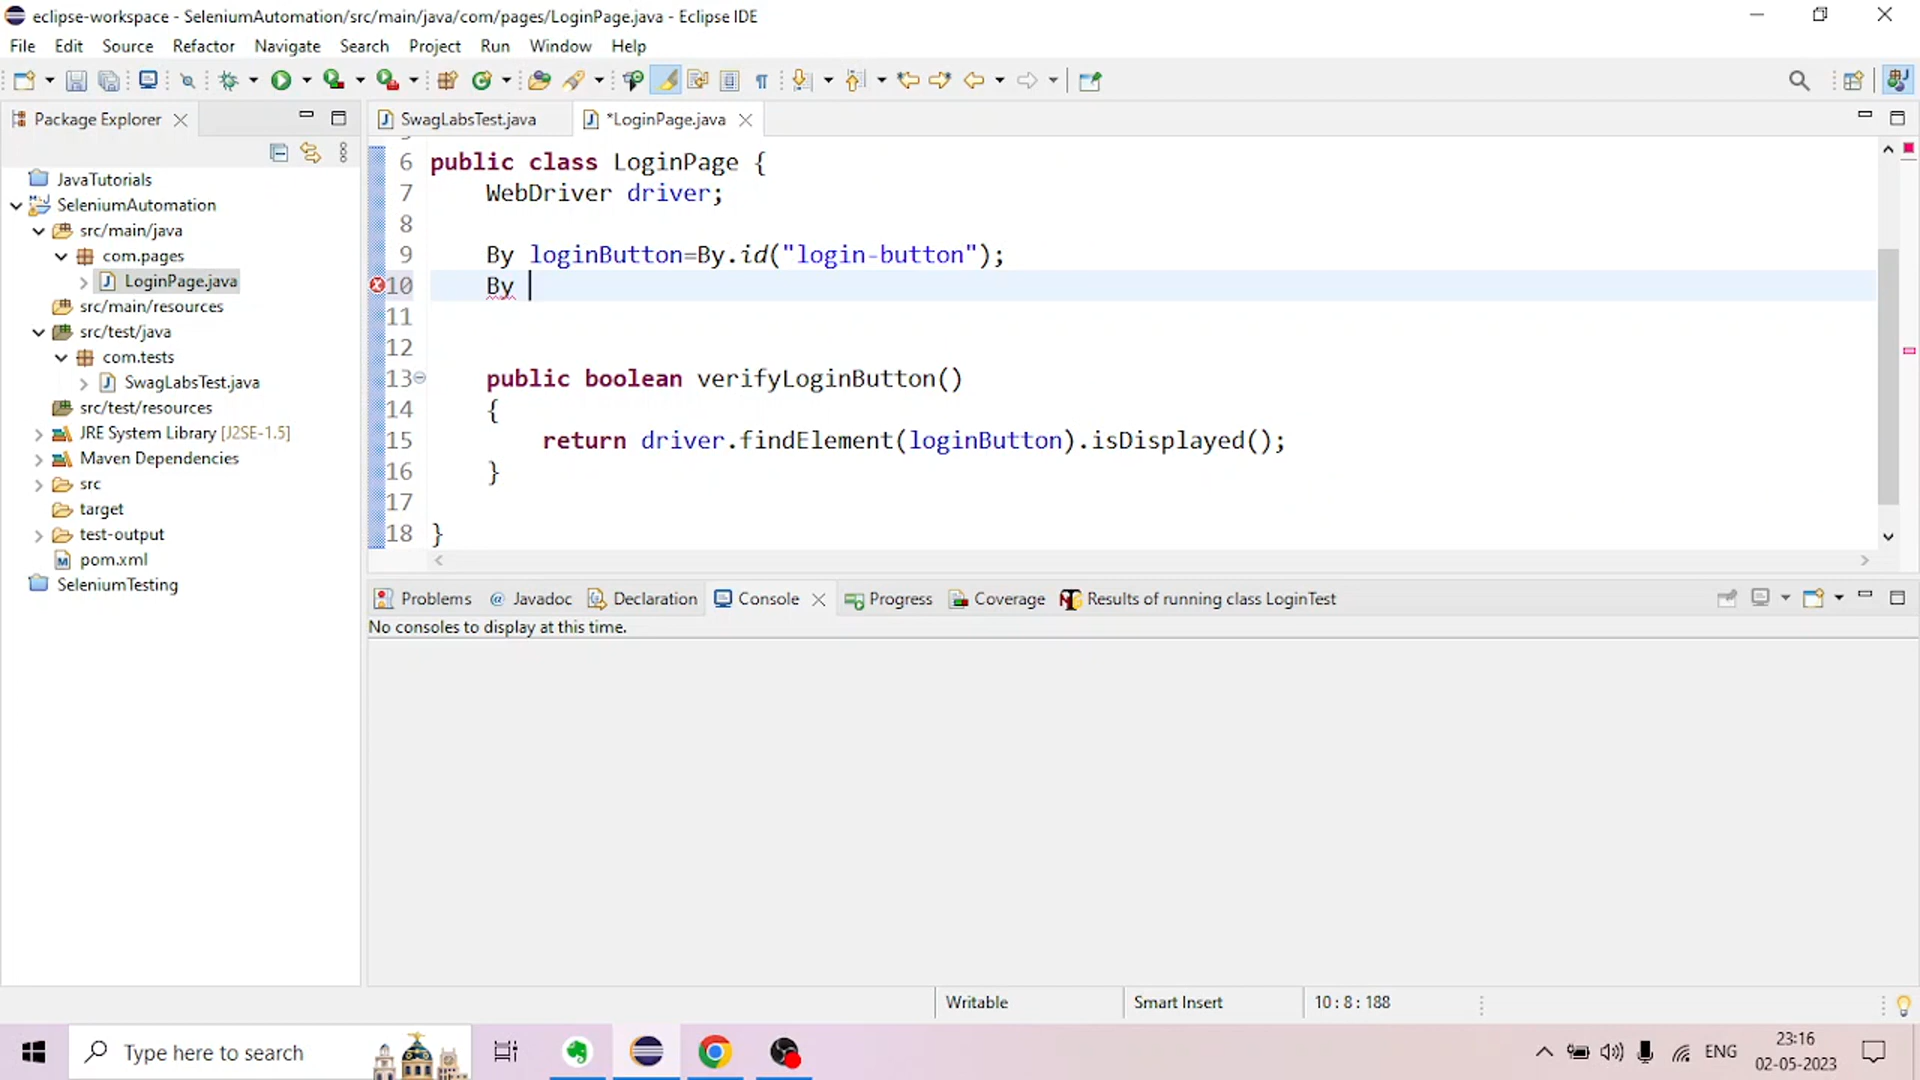 eclipse-workspace - SeleniumAutomation/src/main/java/com/pages/LoginPage.java - Eclipse IDE
File Edit Source Refactor Navigate Search Project Run Window Help
Package Explorer
JavaTutorials
SeleniumAutomation
src/main/java
com.pages
LoginPage.java
src/main/resources
src/test/java
com.tests
SwagLabsTest.java
src/test/resources
JRE System Library [J2SE-1.5]
Maven Dependencies
src
target
test-output
pom.xml
SeleniumTesting
SwagLabsTest.java *LoginPage.java
6 public class LoginPage {
7 WebDriver driver;
8
9 By loginButton=By.id("login-button");
10 By
11
12
13 public boolean verifyLoginButton()
14 {
15 return driver.findElement(loginButton).isDisplayed();
16 }
17
18 }
Problems @ Javadoc Declaration Console Progress Coverage Results of running class LoginTest
No consoles to display at this time.
Writable Smart Insert 10 : 8 : 188
Type here to search
ENG
23:16
02-05-2023